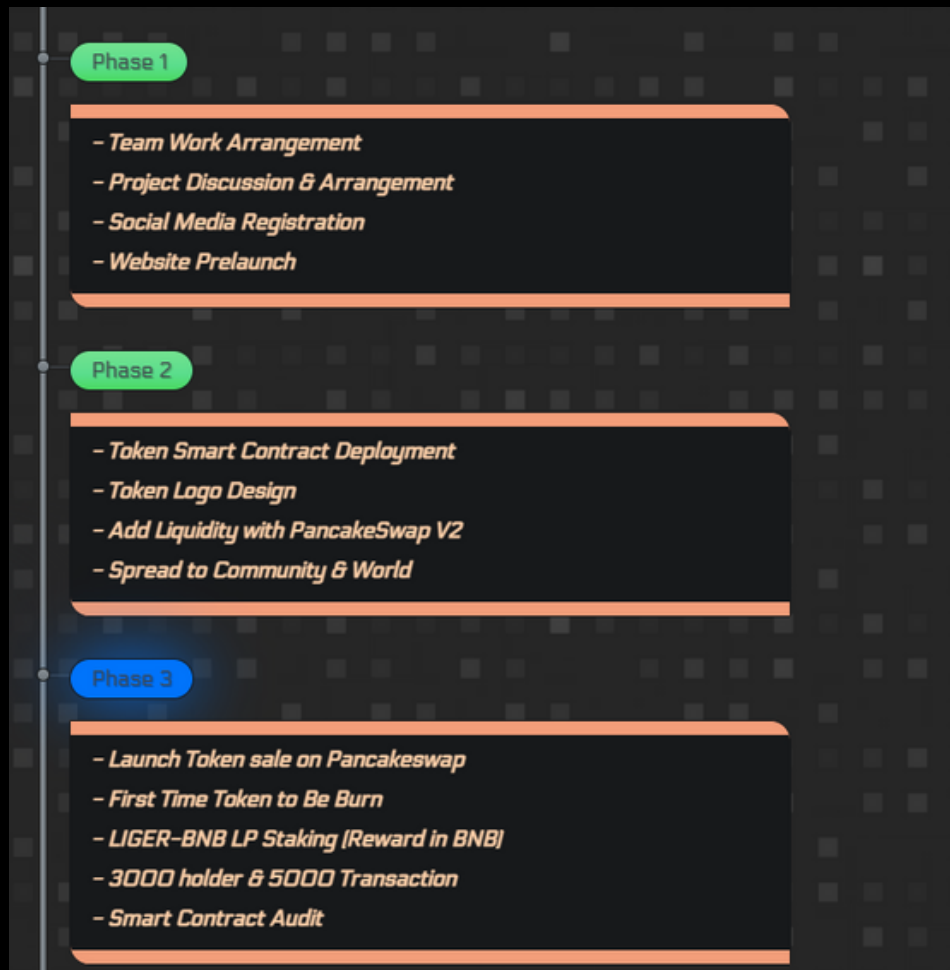 Phase 1
- Team Work Arrangement
- Project Discussion & Arrangement
- Social Media Registration
- Website Prelaunch
Phase 2
- Token Smart Contract Deployment
- Token Logo Design
- Add Liquidity with PancakeSwap V2
- Spread to Community & World
Phase 3
- Launch Token sale on Pancakeswap
- First Time Token to Be Burn
- LIGER-BNB LP Staking (Reward in BNB)
- 3000 holder & 5000 Transaction
- Smart Contract Audit